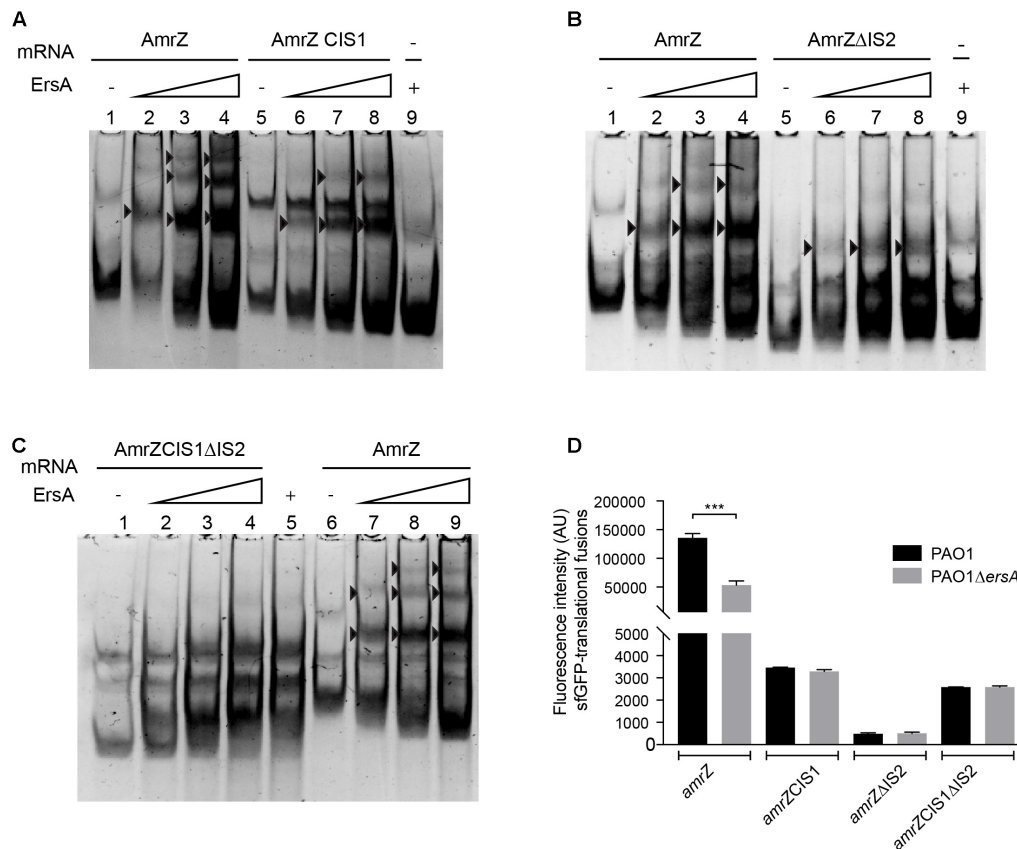 A
AmrZ AmrZ CIS1 -
mRNA
ErsA - - +
1 2 3 4 5 6 7 8 9
B
AmrZ AmrZΔIS2 -
- - +
1 2 3 4 5 6 7 8 9
C
AmrZCIS1ΔIS2 AmrZ
mRNA
ErsA - + -
1 2 3 4 5 6 7 8 9
D
Fluorescence intensity (AU)
sfGFP-translational fusions
200000
150000
100000
50000
5000
4000
3000
2000
1000
0
***
PAO1
PAO1ΔersA
amrZ
amrZCIS1
amrZΔIS2
amrZCIS1ΔIS2